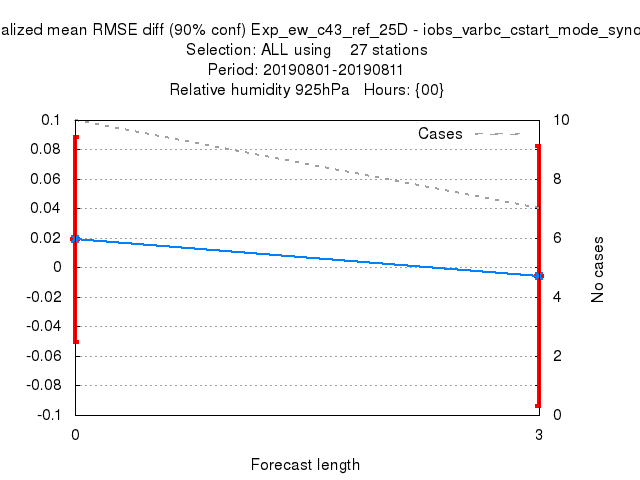 alized mean RMSE diff (90% conf) Exp_ew_c43_ref_25D - iobs_varbc_cstart_mode_syno
Selection: ALL using 27 stations
Period: 20190801-20190811
Relative humidity 925hPa Hours: {00}
0.1
0.08
0.06
0.04
0.02
0
-0.02
-0.04
-0.06
-0.08
-0.1
Cases
10
8
6
4
2
0
No cases
0
3
Forecast length